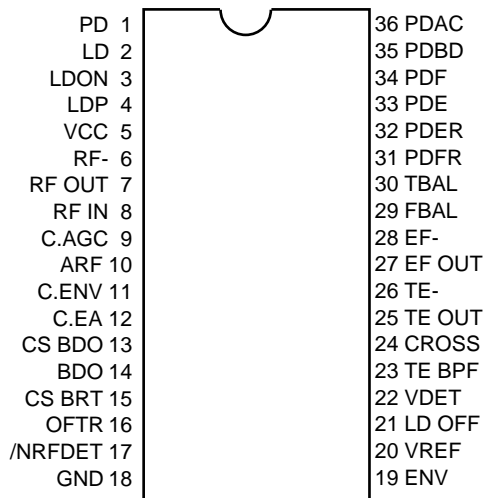 PD 1
LD 2
LDON 3
LDP 4
VCC 5
RF- 6
RF OUT 7
RF IN 8
C.AGC 9
ARF 10
C.ENV 11
C.EA 12
CS BDO 13
BDO 14
CS BRT 15
OFTR 16
/NRFDET 17
GND 18
36 PDAC
35 PDBD
34 PDF
33 PDE
32 PDER
31 PDFR
30 TBAL
29 FBAL
28 EF-
27 EF OUT
26 TE-
25 TE OUT
24 CROSS
23 TE BPF
22 VDET
21 LD OFF
20 VREF
19 ENV